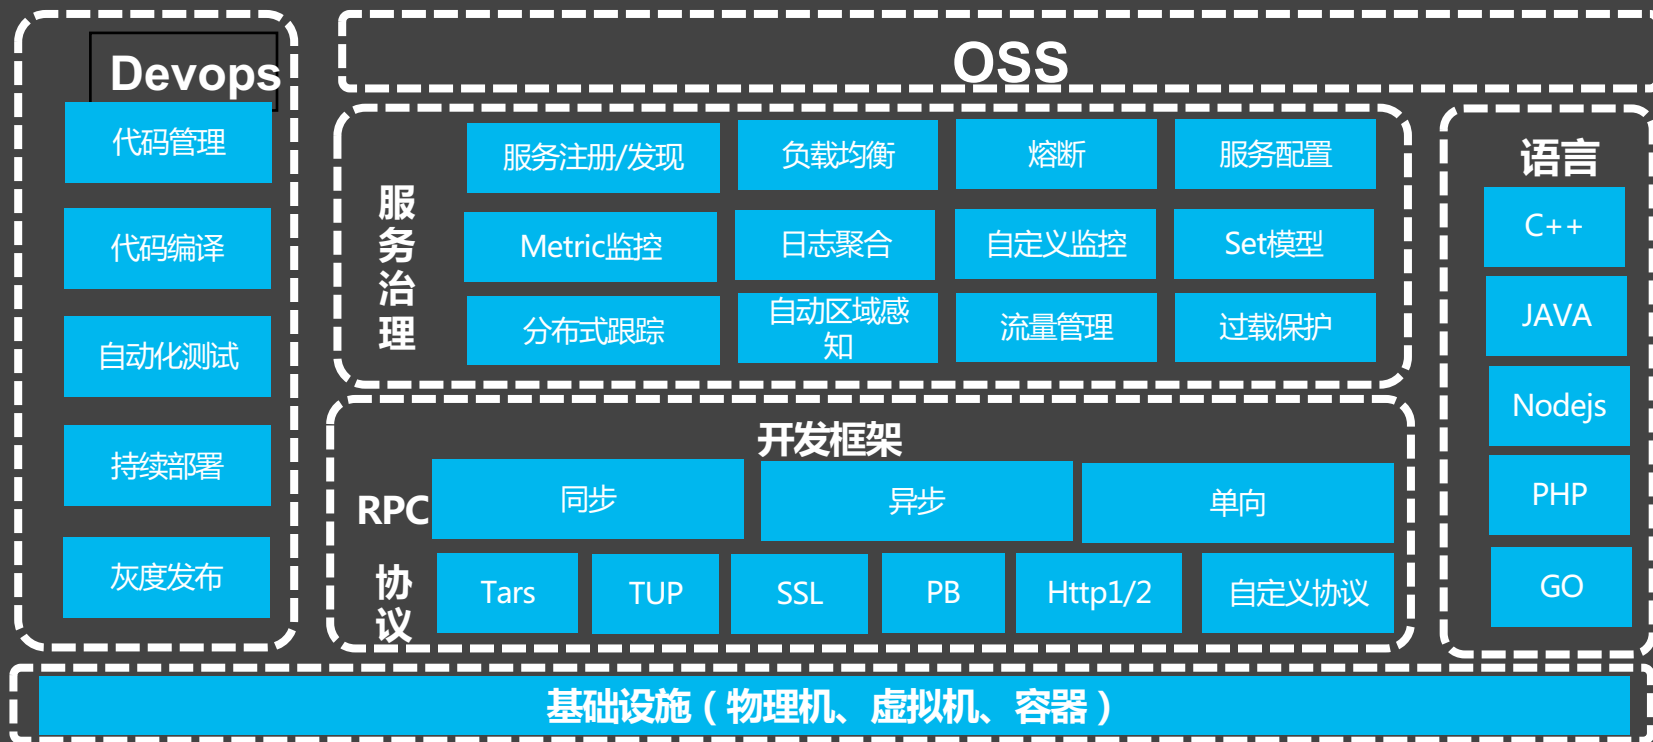 Devops
代码管理
代码编译
自动化测试
持续部署
灰度发布
OSS
服务治理
服务注册/发现
负载均衡
熔断
服务配置
Metric监控
日志聚合
自定义监控
Set模型
分布式跟踪
自动区域感
知
流量管理
过载保护
开发框架
RPC
同步
异步
单向
协议
Tars
TUP
SSL
PB
Http1/2
自定义协议
语言
C++
JAVA
Nodejs
PHP
GO
基础设施（物理机、虚拟机、容器）